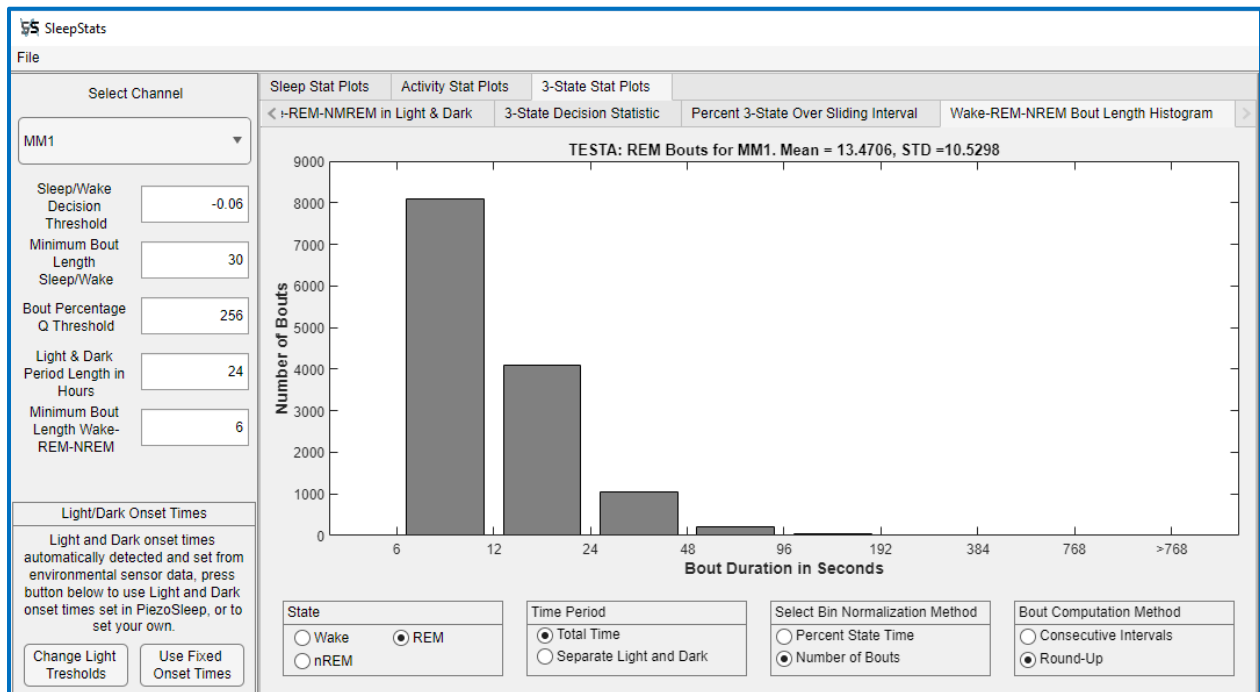 SleepStats
File
Select Channel
MM1
Sleep/Wake
Decision
Threshold
-0.06
Minimum Bout
Length
Sleep/Wake
30
Bout Percentage
Q Threshold
256
Light & Dark
Period Length in
Hours
24
Minimum Bout
Length Wake-
REM-NREM
6
Light/Dark Onset Times
Light and Dark onset times
automatically detected and set from
environmental sensor data, press
button below to use Light and Dark
onset times set in PiezoSleep, or to
set your own.
Change Light
Tresholds
Use Fixed
Onset Times
Sleep Stat Plots
Activity Stat Plots
3-State Stat Plots
-REM-NMREM in Light & Dark
3-State Decision Statistic
Percent 3-State Over Sliding Interval
Wake-REM-NREM Bout Length Histogram
TESTA: REM Bouts for MM1. Mean = 13.4706, STD =10.5298
Number of Bouts
9000
8000
7000
6000
5000
4000
3000
2000
1000
0
6 12 24 48 96 192 384 768 >768
Bout Duration in Seconds
State
Wake
REM
nREM
Time Period
Total Time
Separate Light and Dark
Select Bin Normalization Method
Percent State Time
Number of Bouts
Bout Computation Method
Consecutive Intervals
Round-Up